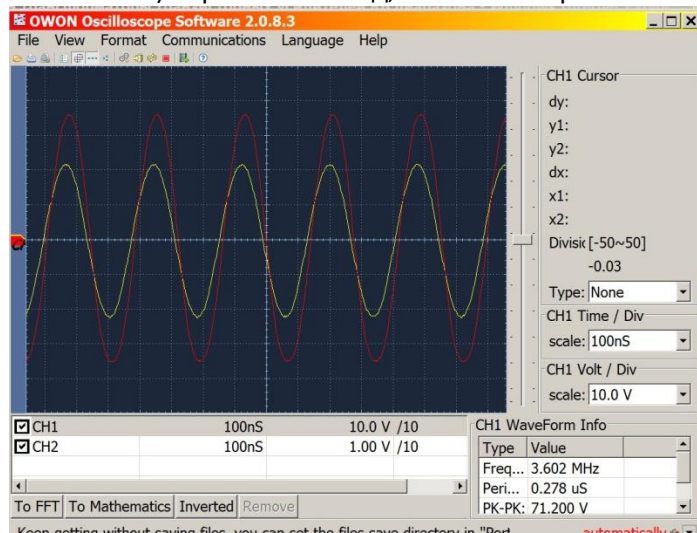 OWON Oscilloscope Software 2.0.8.3
File View Format Communications Language Help
CH1 Cursor
dy:
y1:
y2:
dx:
x1:
x2:
Divisic [-50~50]
-0.03
Type: None
CH1 Time / Div
scale: 100nS
CH1 Volt / Div
scale: 10.0 V
CH1 100nS 10.0 V /10
CH2 100nS 1.00 V /10
CH1 WaveForm Info
Type Value
Freq... 3.602 MHz
Peri... 0.278 uS
PK-PK: 71.200 V
To FFT To Mathematics Inverted Remove
Keep getting without saving files, you can set the files save directory in "Port automatically